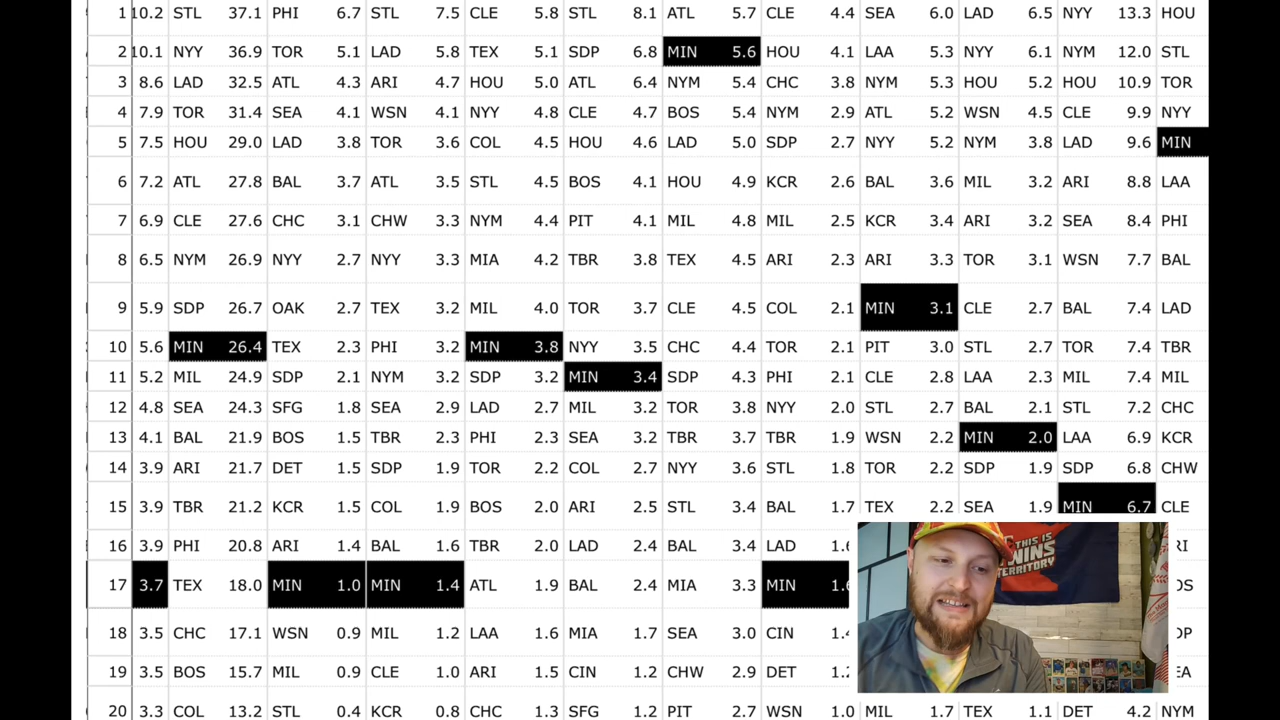 1 10.2 STL 37.1 PHI 6.7 STL 7.5 CLE 5.8 STL 8.1 ATL 5.7 CLE 4.4 SEA 6.0 LAD 6.5 NYY 13.3 HOU
2 10.1 NYY 36.9 TOR 5.1 LAD 5.8 TEX 5.1 SDP 6.8 MIN 5.6 HOU 4.1 LAA 5.3 NYY 6.1 NYM 12.0 STL
3 8.6 LAD 32.5 ATL 4.3 ARI 4.7 HOU 5.0 ATL 6.4 NYM 5.4 CHC 3.8 NYM 5.3 HOU 5.2 HOU 10.9 TOR
4 7.9 TOR 31.4 SEA 4.1 WSN 4.1 NYY 4.8 CLE 4.7 BOS 5.4 NYM 2.9 ATL 5.2 WSN 4.5 CLE 9.9 NYY
5 7.5 HOU 29.0 LAD 3.8 TOR 3.6 COL 4.5 HOU 4.6 LAD 5.0 SDP 2.7 NYY 5.2 NYM 3.8 LAD 9.6 MIN
6 7.2 ATL 27.8 BAL 3.7 ATL 3.5 STL 4.5 BOS 4.1 HOU 4.9 KCR 2.6 BAL 3.6 MIL 3.2 ARI 8.8 LAA
7 6.9 CLE 27.6 CHC 3.1 CHW 3.3 NYM 4.4 PIT 4.1 MIL 4.8 MIL 2.5 KCR 3.4 ARI 3.2 SEA 8.4 PHI
8 6.5 NYM 26.9 NYY 2.7 NYY 3.3 MIA 4.2 TBR 3.8 TEX 4.5 ARI 2.3 ARI 3.3 TOR 3.1 WSN 7.7 BAL
9 5.9 SDP 26.7 OAK 2.7 TEX 3.2 MIL 4.0 TOR 3.7 CLE 4.5 COL 2.1 MIN 3.1 CLE 2.7 BAL 7.4 LAD
10 5.6 MIN 26.4 TEX 2.3 PHI 3.2 MIN 3.8 NYY 3.5 CHC 4.4 TOR 2.1 PIT 3.0 STL 2.7 TOR 7.4 TBR
11 5.2 MIL 24.9 SDP 2.1 NYM 3.2 SDP 3.2 MIN 3.4 SDP 4.3 PHI 2.1 CLE 2.8 LAA 2.3 MIL 7.4 MIL
12 4.8 SEA 24.3 SFG 1.8 SEA 2.9 LAD 2.7 MIL 3.2 TOR 3.8 NYY 2.0 STL 2.7 BAL 2.1 STL 7.2 CHC
13 4.1 BAL 21.9 BOS 1.5 TBR 2.3 PHI 2.3 SEA 3.2 TBR 3.7 TBR 1.9 WSN 2.2 MIN 2.0 LAA 6.9 KCR
14 3.9 ARI 21.7 DET 1.5 SDP 1.9 TOR 2.2 COL 2.7 NYY 3.6 STL 1.8 TOR 2.2 SDP 1.9 SDP 6.8 CHW
15 3.9 TBR 21.2 KCR 1.5 COL 1.9 BOS 2.0 ARI 2.5 STL 3.4 BAL 1.7 TEX 2.2 SEA 1.9 MIN 6.7 CLE
16 3.9 PHI 20.8 ARI 1.4 BAL 1.6 TBR 2.0 LAD 2.4 BAL 3.4 LAD
17 3.7 TEX 18.0 MIN 1.0 MIN 1.4 ATL 1.9 BAL 2.4 MIA 3.3 MIN
18 3.5 CHC 17.1 WSN 0.9 MIL 1.2 LAA 1.6 MIA 1.7 SEA 3.0 CIN
19 3.5 BOS 15.7 MIL 0.9 CLE 1.0 ARI 1.5 CIN 1.2 CHW 2.9 DET
20 3.3 COL 13.2 STL 0.4 KCR 0.8 CHC 1.3 SFG 1.2 PIT 2.7 WSN 1.0 MIL 1.7 TEX 1.1 DET 4.2 NYM
THIS IS
TERRITORY